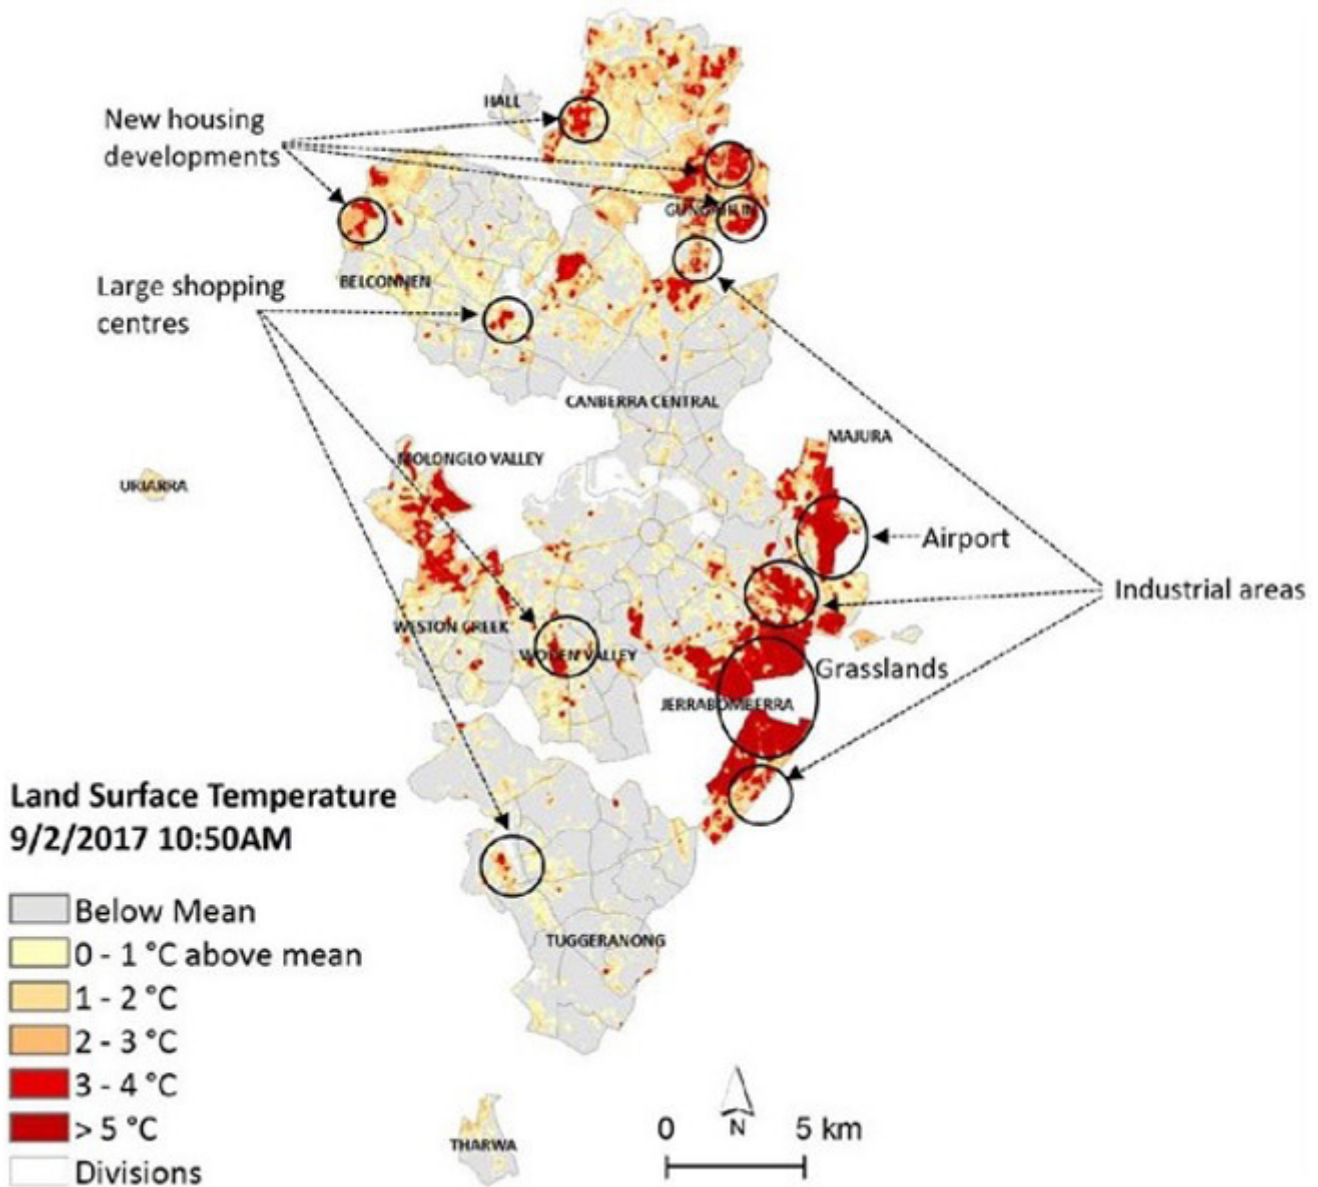 HALL
New housing
developments
GUNGAHLIN
BELCONNEN
Large shopping
centres
CANBERRA CENTRAL
MAJURA
MOLONGLO VALLEY
URIARRA
Airport
Industrial areas
WESTON CREEK
WODEN VALLEY
Grasslands
JERRABOMBERRA
Land Surface Temperature
9/2/2017 10:50AM
Below Mean
0 - 1 °C above mean
TUGGERANONG
1 - 2 °C
2 - 3 °C
3 - 4 °C
> 5 °C
Divisions
THARWA
N
0 5 km